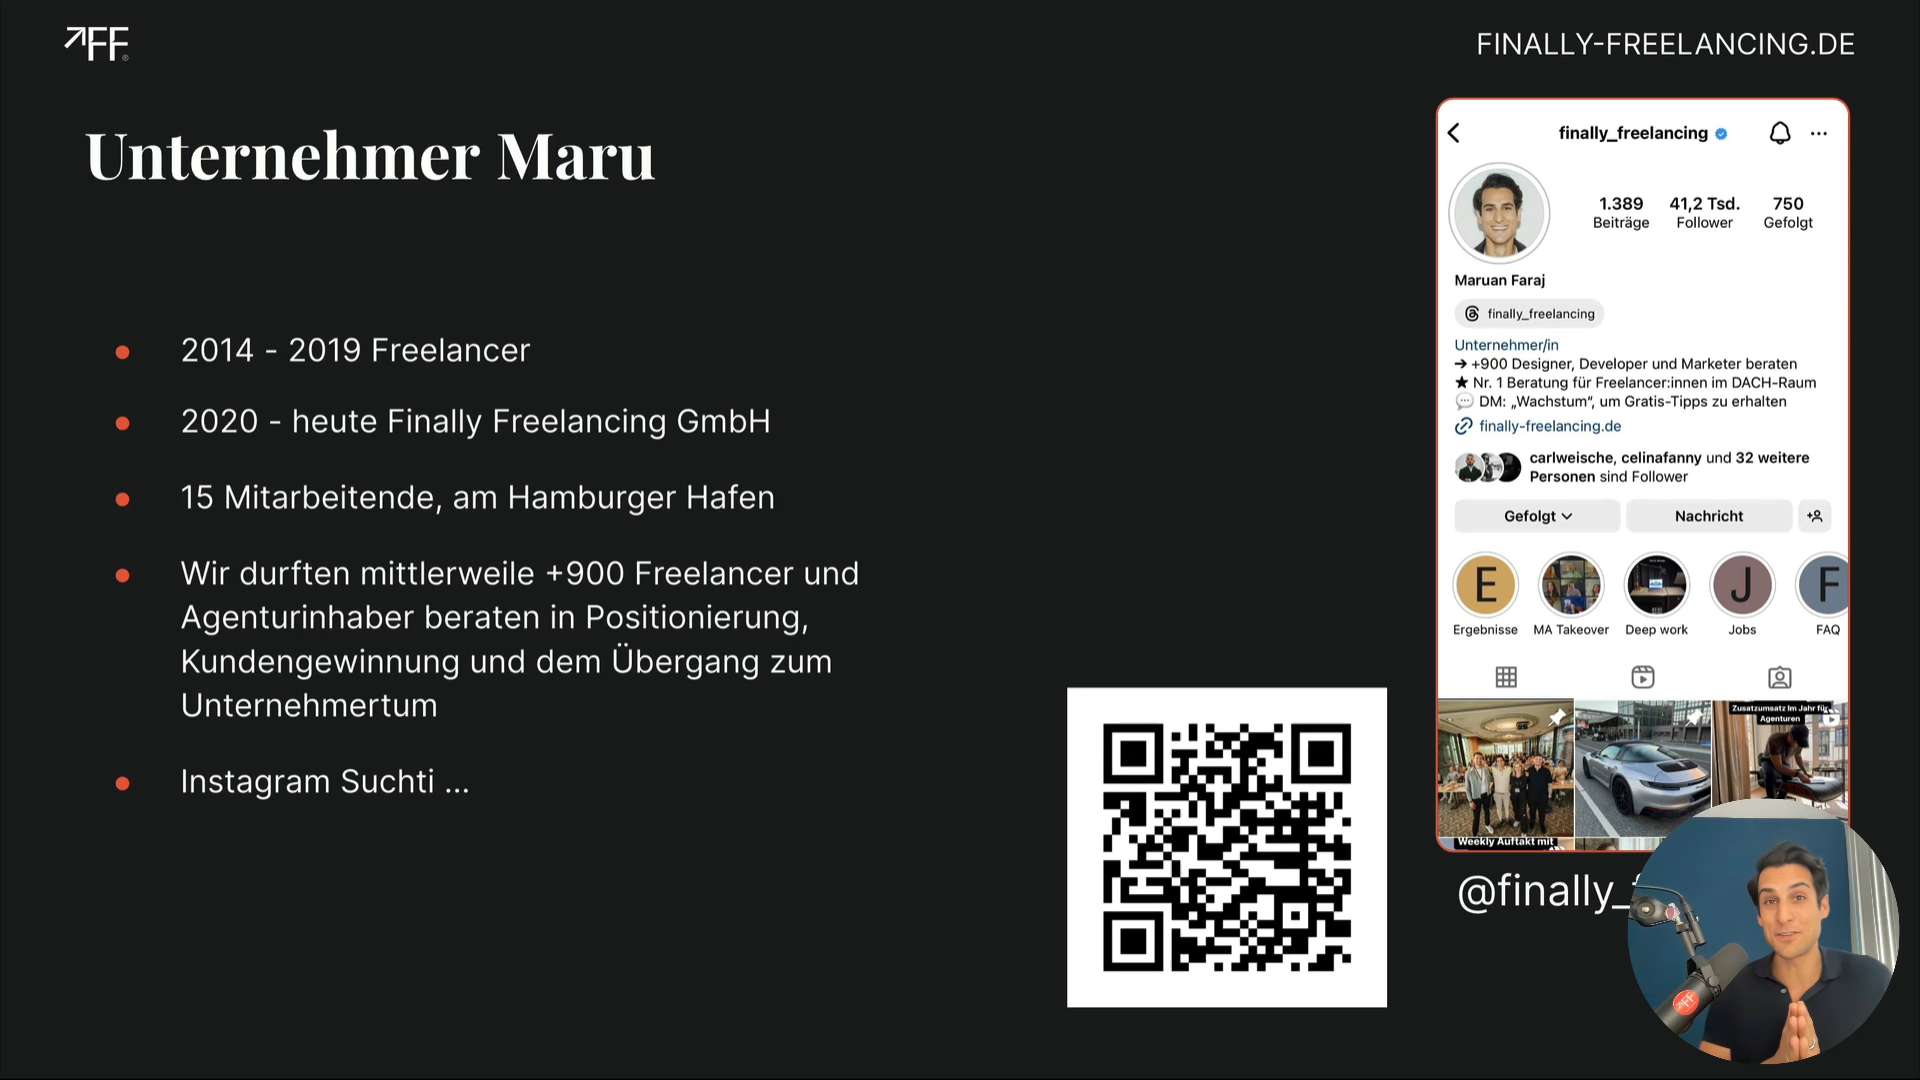 FF
FINALLY-FREELANCING.DE
Unternehmer Maru
2014 - 2019 Freelancer
2020 - heute Finally Freelancing GmbH
15 Mitarbeitende, am Hamburger Hafen
Wir durften mittlerweile +900 Freelancer und
Agenturinhaber beraten in Positionierung,
Kundengewinnung und dem Übergang zum
Unternehmertum
Instagram Suchti ...
finally_freelancing
1.389 41,2 Tsd. 750
Beiträge Follower Gefolgt
Maruan Faraj
finally_freelancing
Unternehmer/in
➔ +900 Designer, Developer und Marketer beraten
★ Nr. 1 Beratung für Freelancer:innen im DACH-Raum
💬 DM: „Wachstum“, um Gratis-Tipps zu erhalten
finally-freelancing.de
carlweische, celinafanny und 32 weitere
Personen sind Follower
Gefolgt Nachricht
E J F
Ergebnisse MA Takeover Deep work Jobs FAQ
Zusatzumsatz Im Jahr für
Agenturen
Weekly Auftakt mit
@finally_
FF